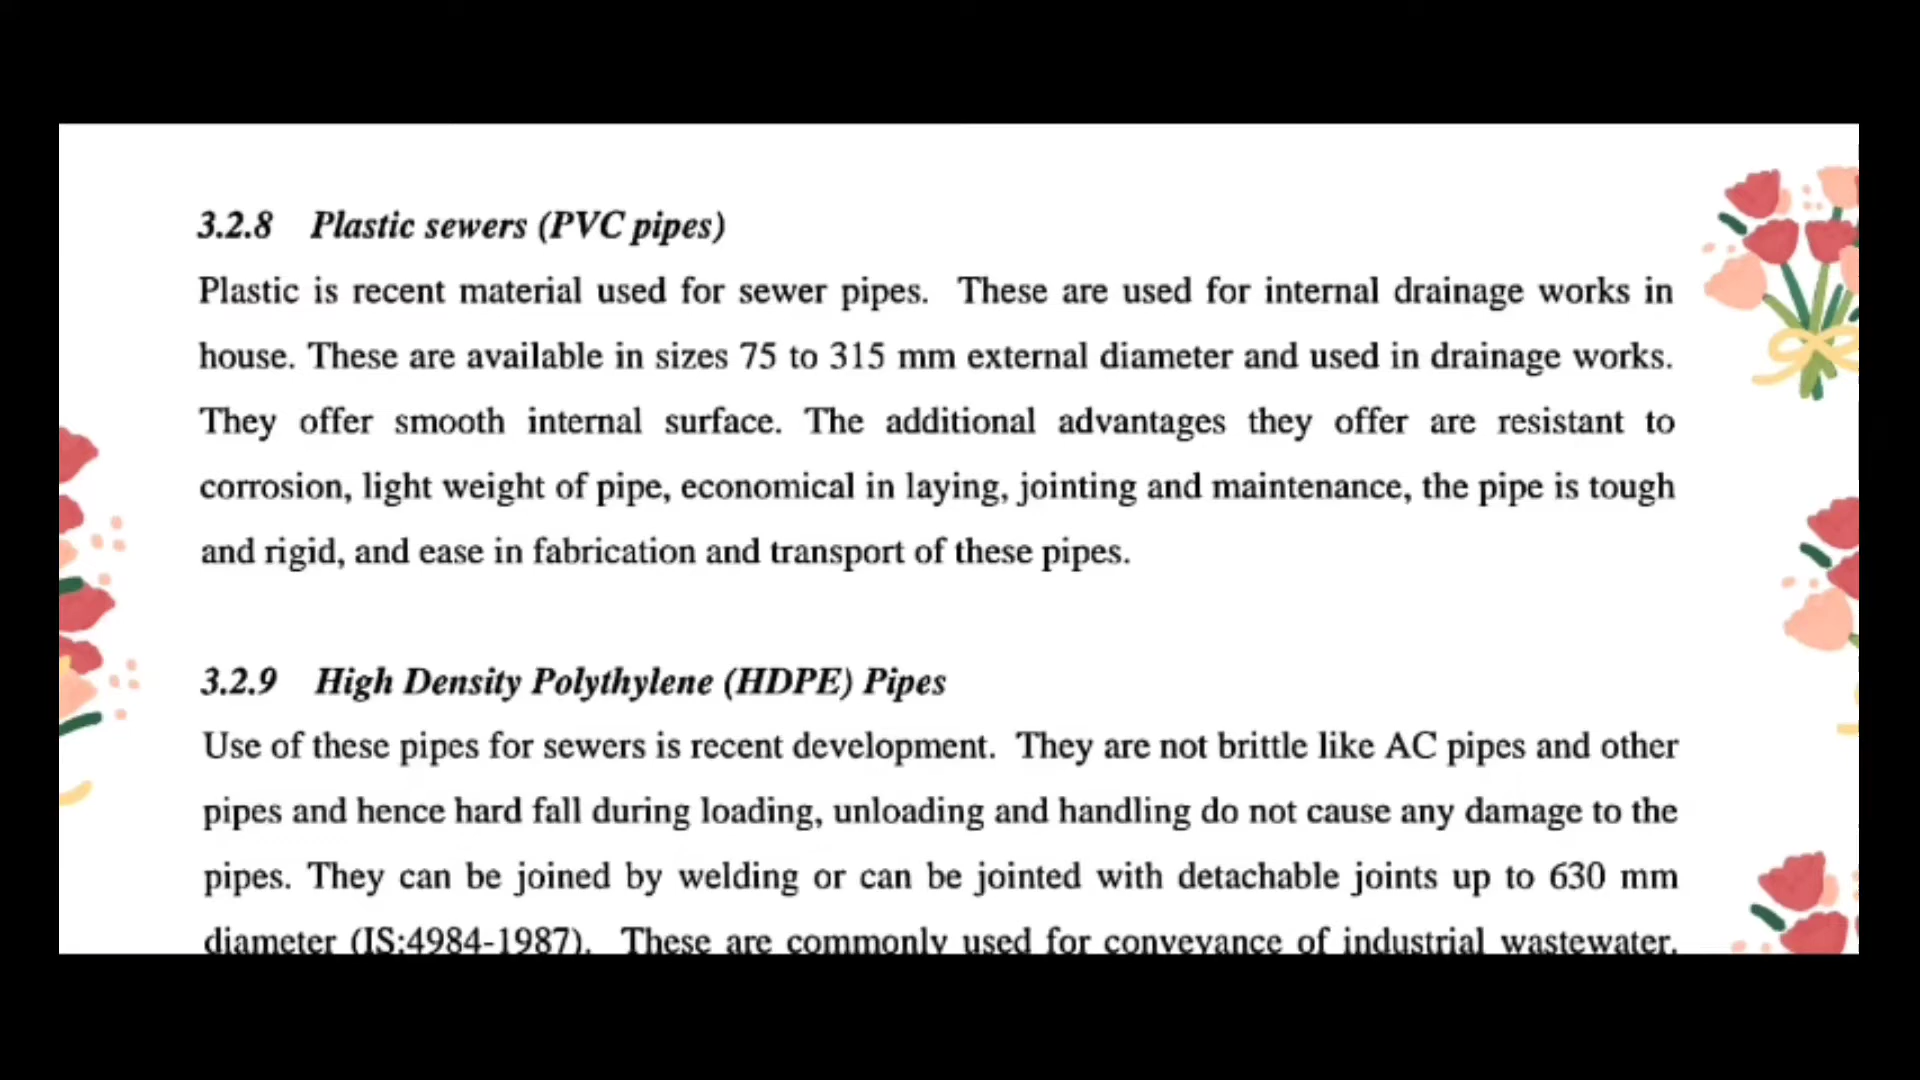 3.2.8 Plastic sewers (PVC pipes)
Plastic is recent material used for sewer pipes. These are used for internal drainage works in
house. These are available in sizes 75 to 315 mm external diameter and used in drainage works.
They offer smooth internal surface. The additional advantages they offer are resistant to
corrosion, light weight of pipe, economical in laying, jointing and maintenance, the pipe is tough
and rigid, and ease in fabrication and transport of these pipes.
3.2.9 High Density Polythylene (HDPE) Pipes
Use of these pipes for sewers is recent development. They are not brittle like AC pipes and other
pipes and hence hard fall during loading, unloading and handling do not cause any damage to the
pipes. They can be joined by welding or can be jointed with detachable joints up to 630 mm
diameter (IS:4984-1987). These are commonly used for conveyance of industrial wastewater.